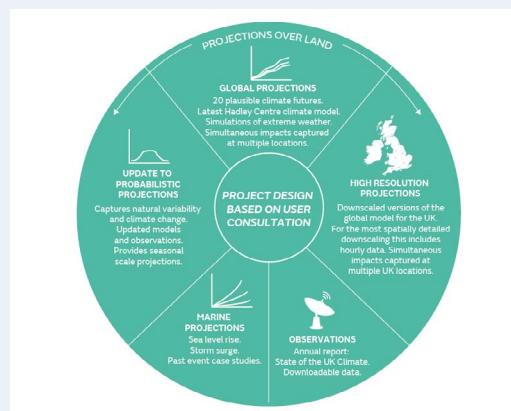 PROJECTIONS OVER LAND
GLOBAL PROJECTIONS
20 plausible climate futures.
Latest Hadley Centre climate model.
Simulations of extreme weather.
Simultaneous impacts captured
at multiple locations.
UPDATE TO
PROBABILISTIC
PROJECTIONS
Captures natural variability
and climate change.
Updated models
and observations.
Provides seasonal
scale projections.
PROJECT DESIGN
BASED ON USER
CONSULTATION
HIGH RESOLUTION
PROJECTIONS
Downscaled versions of the
global model for the UK.
For the most spatially detailed
downscaling this includes
hourly data. Simultaneous
impacts captured at
multiple UK locations.
MARINE
PROJECTIONS
Sea level rise.
Storm surge.
Past event case studies.
OBSERVATIONS
Annual report:
State of the UK Climate.
Downloadable data.